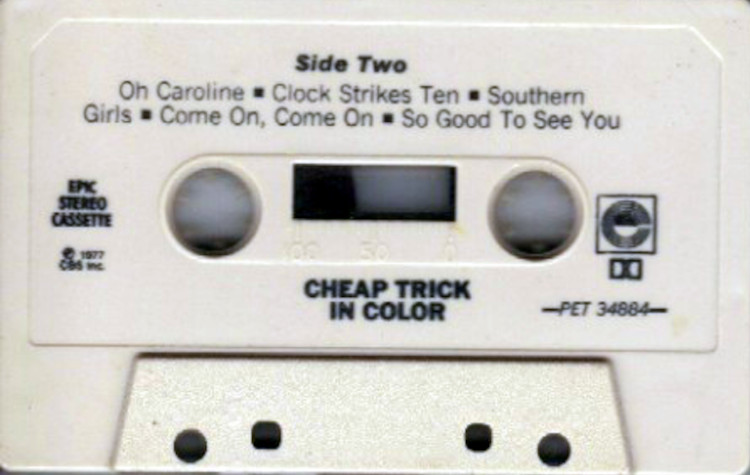 Side Two
Oh Caroline ■ Clock Strikes Ten ■ Southern
Girls ■ Come On, Come On ■ So Good To See You
EPIC
STEREO
CASSETTE
℗ 1977
CBS Inc.
100 50 0
CHEAP TRICK
IN COLOR
—PET 34884—